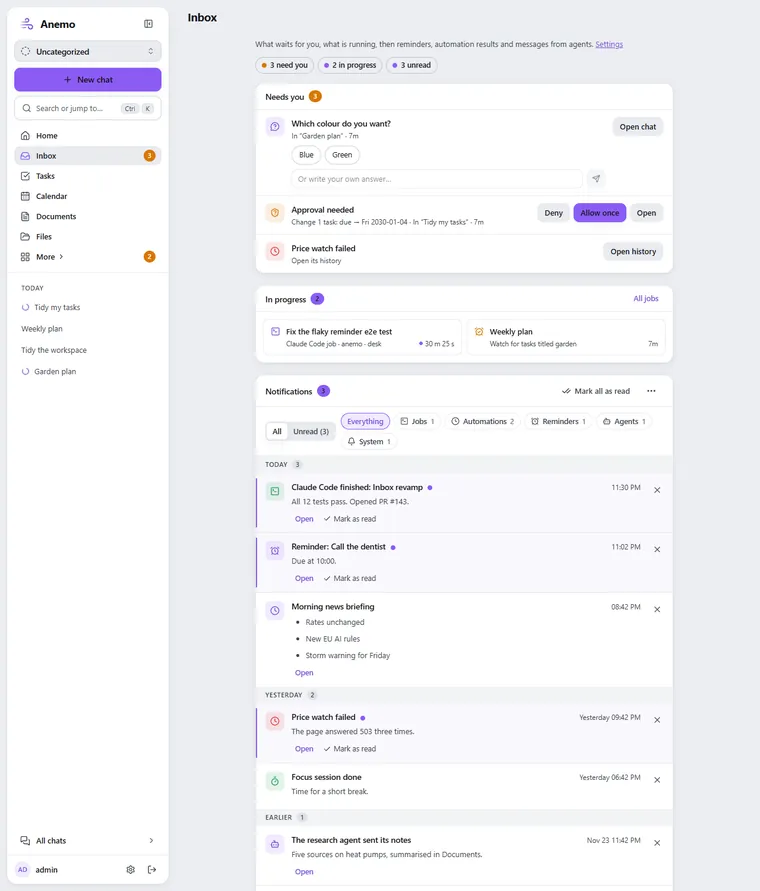 Anemo
Uncategorized
+ New chat
Search or jump to... Ctrl K
Home
Inbox 3
Tasks
Calendar
Documents
Files
More 2
TODAY
Tidy my tasks
Weekly plan
Tidy the workspace
Garden plan
All chats
AD admin
Inbox
What waits for you, what is running, then reminders, automation results and messages from agents. Settings
3 need you 2 in progress 3 unread
Needs you 3
Which colour do you want?
In "Garden plan" · 7m
Open chat
Blue Green
Or write your own answer...
Approval needed
Change 1 task: due → Fri 2030-01-04 · In "Tidy my tasks" · 7m
Deny Allow once Open
Price watch failed
Open its history
Open history
In progress 2 All jobs
Fix the flaky reminder e2e test
Claude Code job · anemo · desk 30 m 25 s
Weekly plan
Watch for tasks titled garden 7m
Notifications 3 Mark all as read
All Unread (3) Everything Jobs 1 Automations 2 Reminders 1 Agents 1
System 1
TODAY 3
Claude Code finished: Inbox revamp 11:30 PM
All 12 tests pass. Opened PR #143.
Open Mark as read
Reminder: Call the dentist 11:02 PM
Due at 10:00.
Open Mark as read
Morning news briefing 08:42 PM
• Rates unchanged
• New EU AI rules
• Storm warning for Friday
Open
YESTERDAY 2
Price watch failed Yesterday 09:42 PM
The page answered 503 three times.
Open Mark as read
Focus session done Yesterday 06:42 PM
Time for a short break.
EARLIER 1
The research agent sent its notes Nov 23 11:42 PM
Five sources on heat pumps, summarised in Documents.
Open